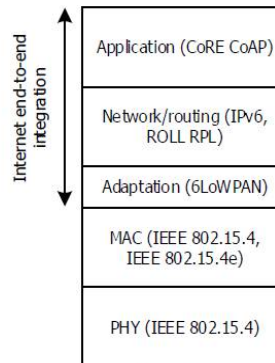 Internet end-to-end
integration
Application (CoRE CoAP)
Network/routing (IPv6,
ROLL RPL)
Adaptation (6LoWPAN)
MAC (IEEE 802.15.4,
IEEE 802.15.4e)
PHY (IEEE 802.15.4)